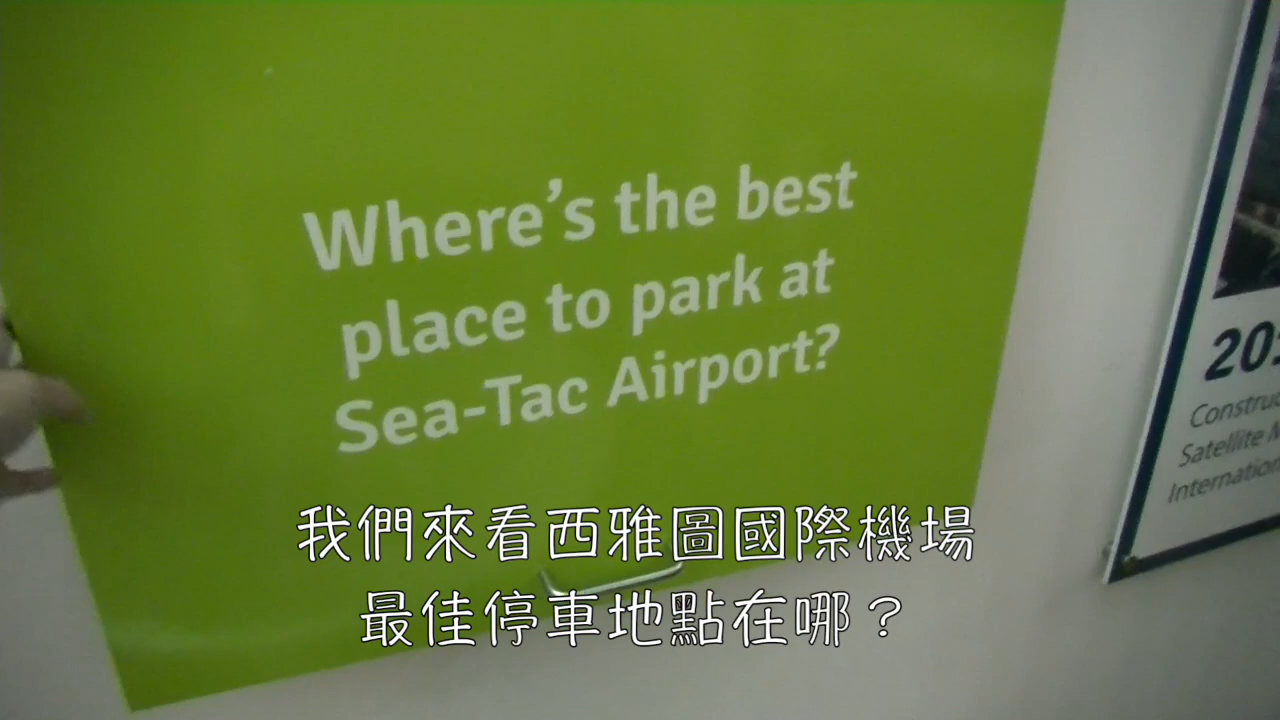 Where's the best
place to park at
Sea-Tac Airport?
Satellite
我們來看西雅圖國際機場
最佳停車地點在哪？